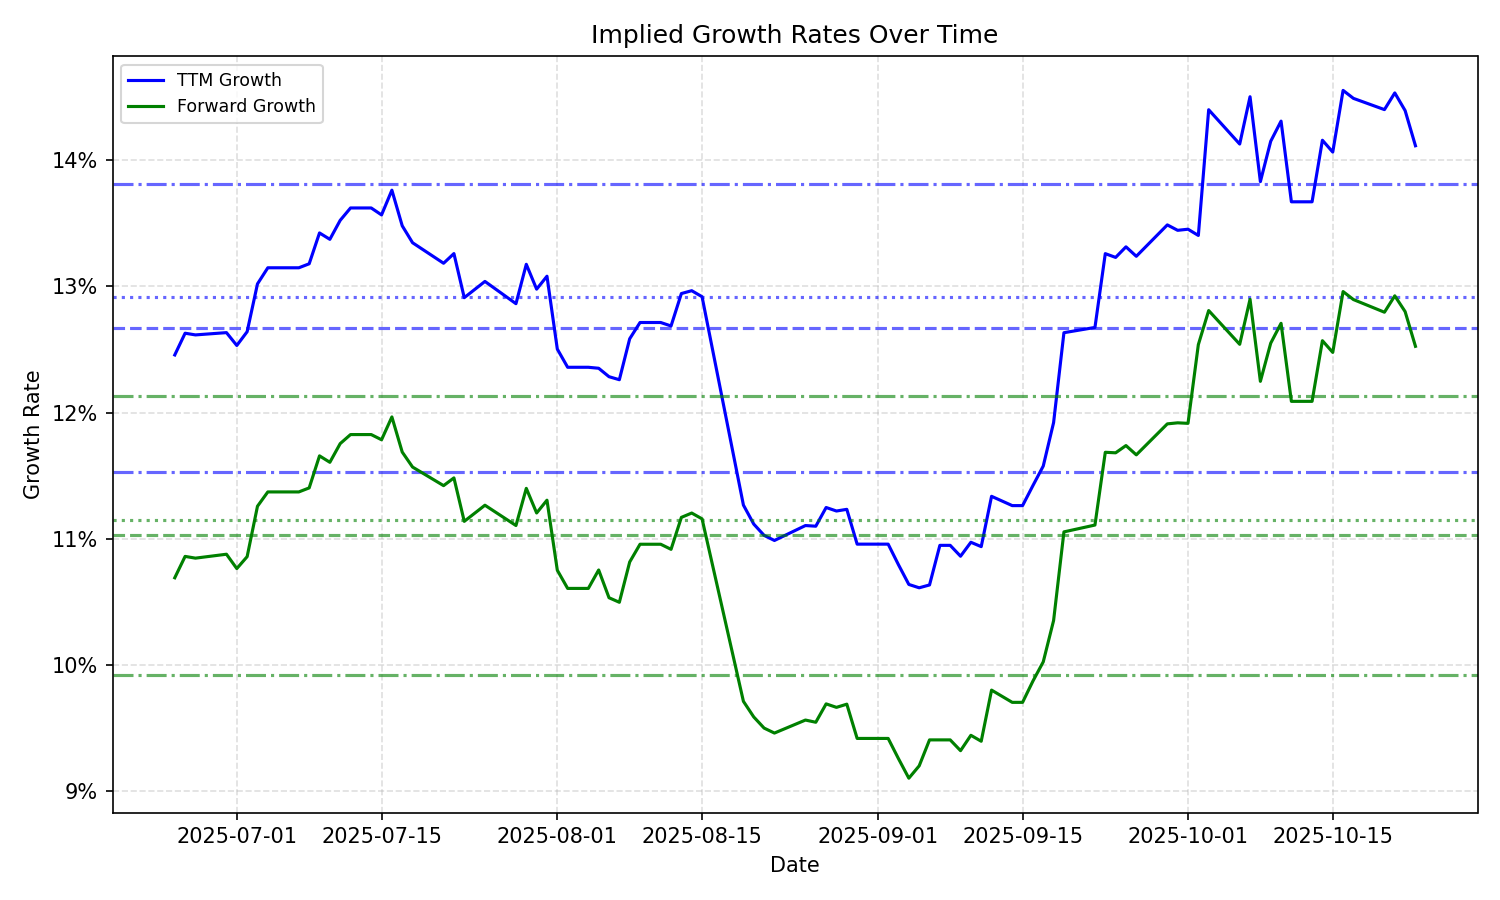 Implied Growth Rates Over Time
TTM Growth
Forward Growth
14%
13%
12%
11%
10%
9%
Growth Rate
2025-07-01 2025-07-15 2025-08-01 2025-08-15 2025-09-01 2025-09-15 2025-10-01 2025-10-15
Date